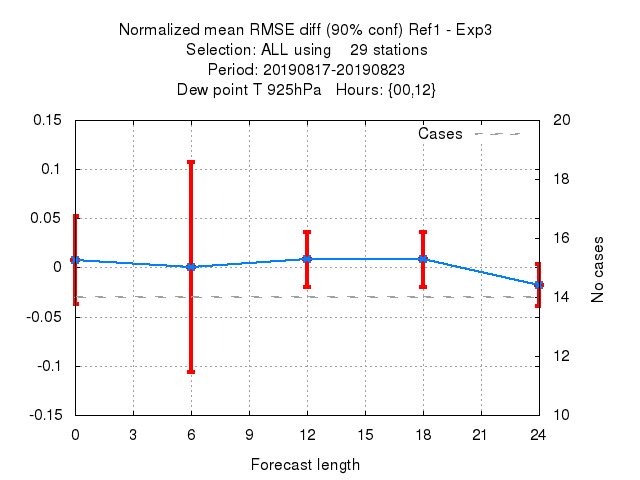 Normalized mean RMSE diff (90% conf) Ref1 - Exp3
Selection: ALL using    29 stations
Period: 20190817-20190823
Dew point T 925hPa   Hours: {00,12}
0.15
0.1
0.05
0
-0.05
-0.1
-0.15
20
18
16
14
12
10
Cases
No cases
0 3 6 9 12 15 18 21 24
Forecast length